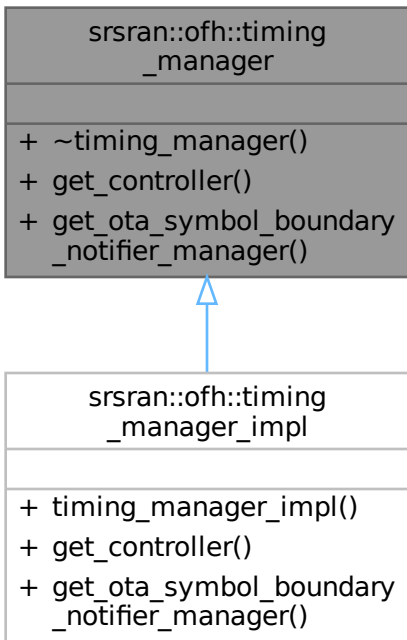 srsran::ofh::timing
_manager
+ ~timing_manager()
+ get_controller()
+ get_ota_symbol_boundary
_notifier_manager()
srsran::ofh::timing
_manager_impl
+ timing_manager_impl()
+ get_controller()
+ get_ota_symbol_boundary
_notifier_manager()